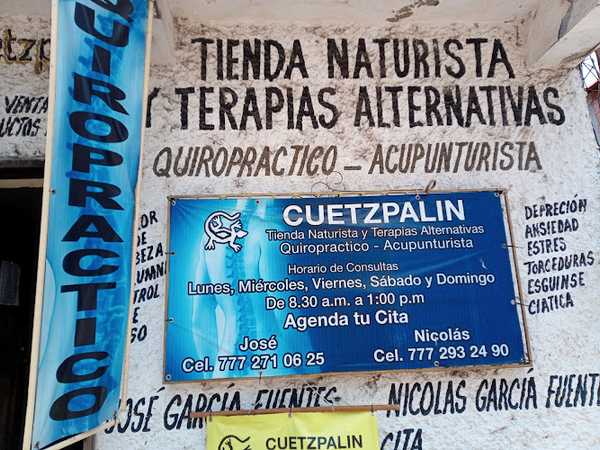 QUIROPRACTICO
TIENDA NATURISTA
Y TERAPIAS ALTERNATIVAS
QUIROPRACTICO - ACUPUNTURISTA
VENTA
CUETZPALIN
Tienda Naturista y Terapias Alternativas
Quiropractico - Acupunturista
Horario de Consultas
Lunes, Miércoles, Viernes, Sábado y Domingo
De 8.30 a.m. a 1:00 p.m
Agenda tu Cita
José
Cel. 777 271 06 25
Nicolás
Cel. 777 293 24 90
DEPRECIÓN
ANSIEDAD
ESTRES
TORCEDURAS
ESGUINSE
CIATICA
JOSÉ GARCÍA FUENTES
NICOLAS GARCÍA FUENTE
CUETZPALIN
CITA